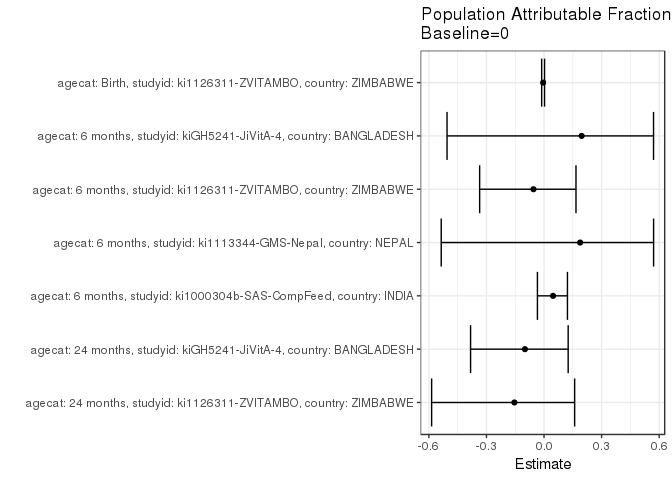 Population Attributable Fraction
Baseline=0
agecat: Birth, studyid: ki1126311-ZVITAMBO, country: ZIMBABWE
agecat: 6 months, studyid: kiGH5241-JiVitA-4, country: BANGLADESH
agecat: 6 months, studyid: ki1126311-ZVITAMBO, country: ZIMBABWE
agecat: 6 months, studyid: ki1113344-GMS-Nepal, country: NEPAL
agecat: 6 months, studyid: ki1000304b-SAS-CompFeed, country: INDIA
agecat: 24 months, studyid: kiGH5241-JiVitA-4, country: BANGLADESH
agecat: 24 months, studyid: ki1126311-ZVITAMBO, country: ZIMBABWE
-0.6 -0.3 0.0 0.3 0.6
Estimate